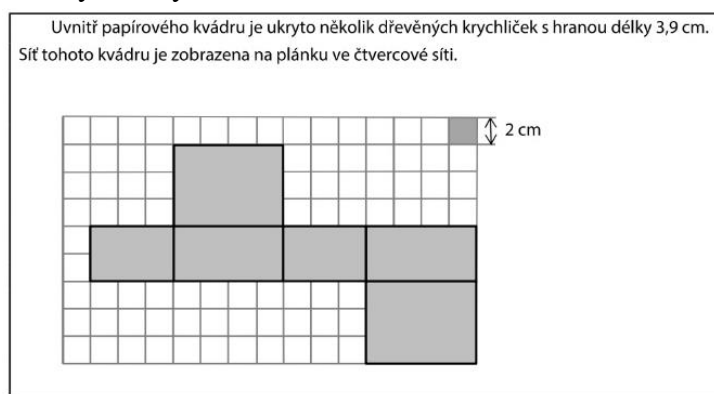 Uvnitř papírového kvádru je ukryto několik dřevěných krychliček s hranou délky 3,9 cm.
Síť tohoto kvádru je zobrazena na plánku ve čtvercové síti.
2 cm